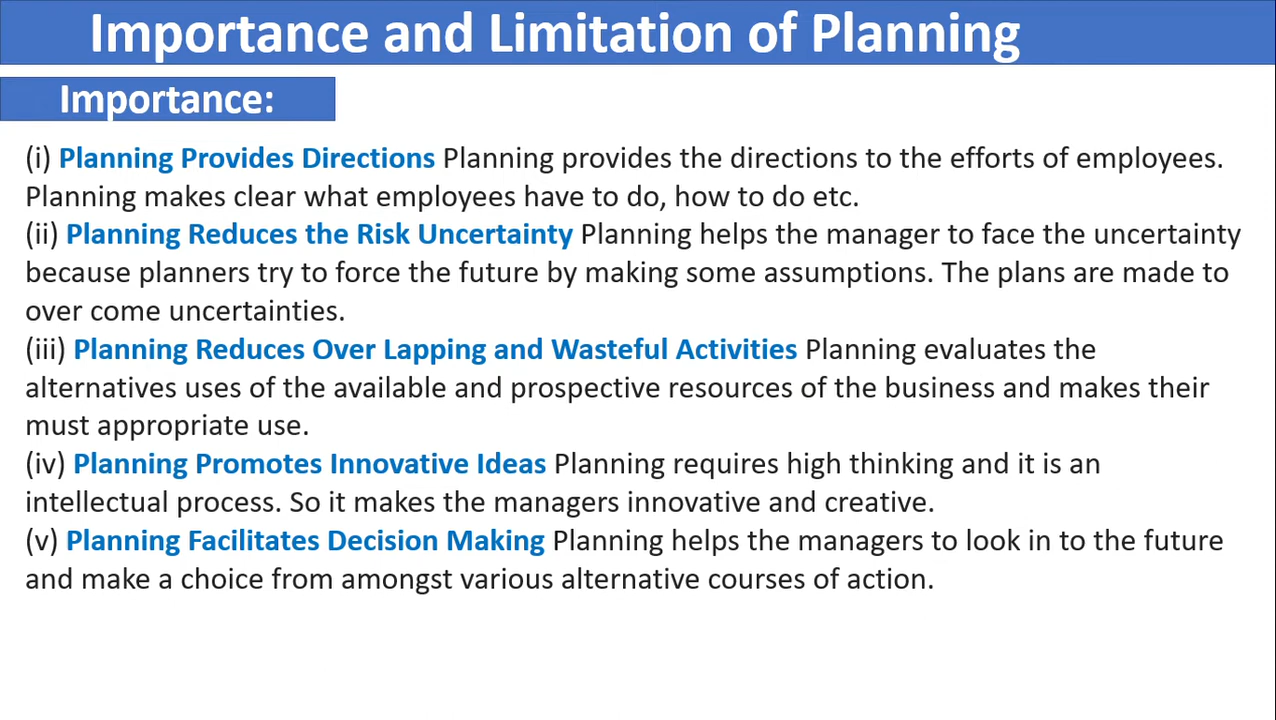 Importance and Limitation of Planning
Importance:
(i) Planning Provides Directions Planning provides the directions to the efforts of employees.
Planning makes clear what employees have to do, how to do etc.
(ii) Planning Reduces the Risk Uncertainty Planning helps the manager to face the uncertainty
because planners try to force the future by making some assumptions. The plans are made to
over come uncertainties.
(iii) Planning Reduces Over Lapping and Wasteful Activities Planning evaluates the
alternatives uses of the available and prospective resources of the business and makes their
must appropriate use.
(iv) Planning Promotes Innovative Ideas Planning requires high thinking and it is an
intellectual process. So it makes the managers innovative and creative.
(v) Planning Facilitates Decision Making Planning helps the managers to look in to the future
and make a choice from amongst various alternative courses of action.